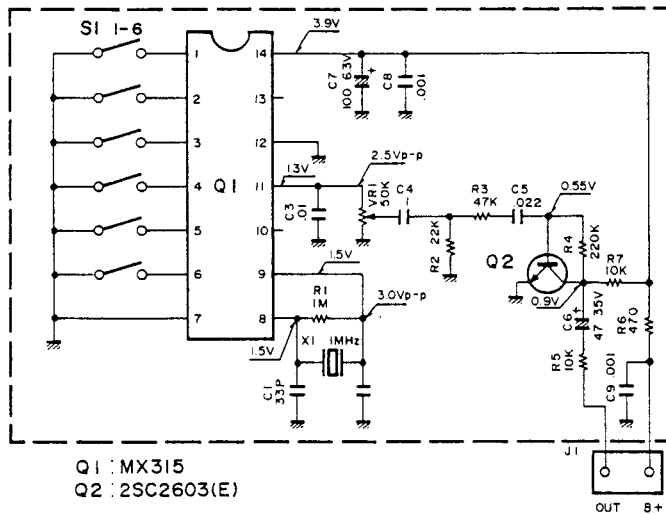 S1 1-6
3.9V
1
14
C7
100 6.3V
+
C8
.001
2
13
3
12
2.5Vp-p
1.3V
4
Q1
11
C3
.01
VR1
50K
C4
.1
R3
47K
C5
.022
0.55V
5
10
R2 22K
R4
220K
Q2
R7
10K
1.5V
6
9
R1
1M
3.0Vp-p
0.9V
C6
47 35V
+
R6
470
7
8
1.5V
X1 1MHz
R5
10K
C1
33P
C9 .001
J1
Q1 : MX315
Q2 : 2SC2603(E)
OUT B+